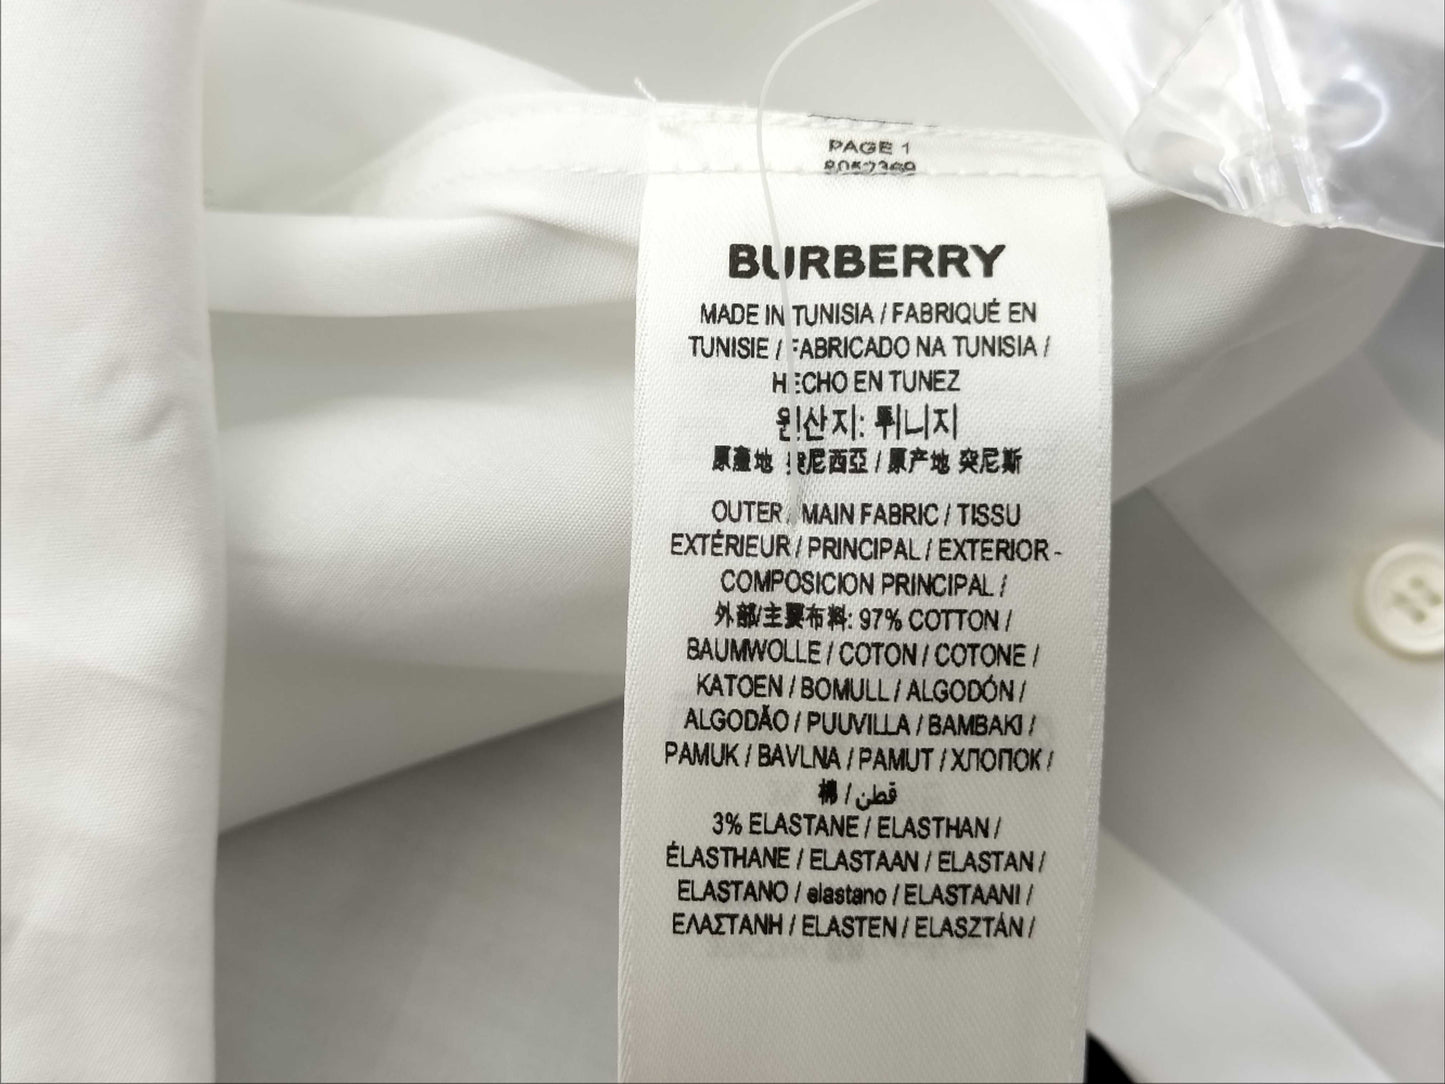 PAGE 1
8052369
BURBERRY
MADE IN TUNISIA / FABRIQUÉ EN
TUNISIE / FABRICADO NA TUNISIA /
HECHO EN TUNEZ
원산지: 튀니지
原產地 突尼西亞 / 原产地 突尼斯
OUTER / MAIN FABRIC / TISSU
EXTÉRIEUR / PRINCIPAL / EXTERIOR -
COMPOSICION PRINCIPAL /
外部/主要布料: 97% COTTON /
BAUMWOLLE / COTON / COTONE /
KATOEN / BOMULL / ALGODÓN /
ALGODÃO / PUUVILLA / BAMBAKI /
PAMUK / BAVLNA / PAMUT / ХЛОПОК /
棉 / قطن
3% ELASTANE / ELASTHAN /
ÉLASTHANE / ELASTAAN / ELASTAN /
ELASTANO / elastano / ELASTAANI /
ΕΛΑΣΤΑΝΗ / ELASTEN / ELASZTÁN /